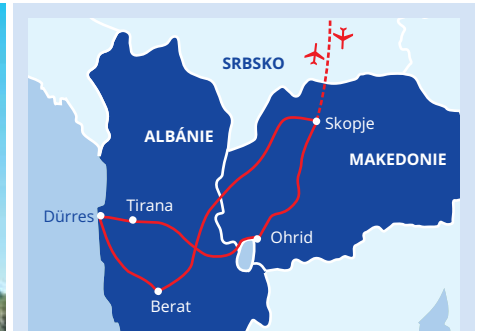 SRBSKO
Skopje
ALBÁNIE
MAKEDONIE
Tirana
Dürres
Ohrid
Berat